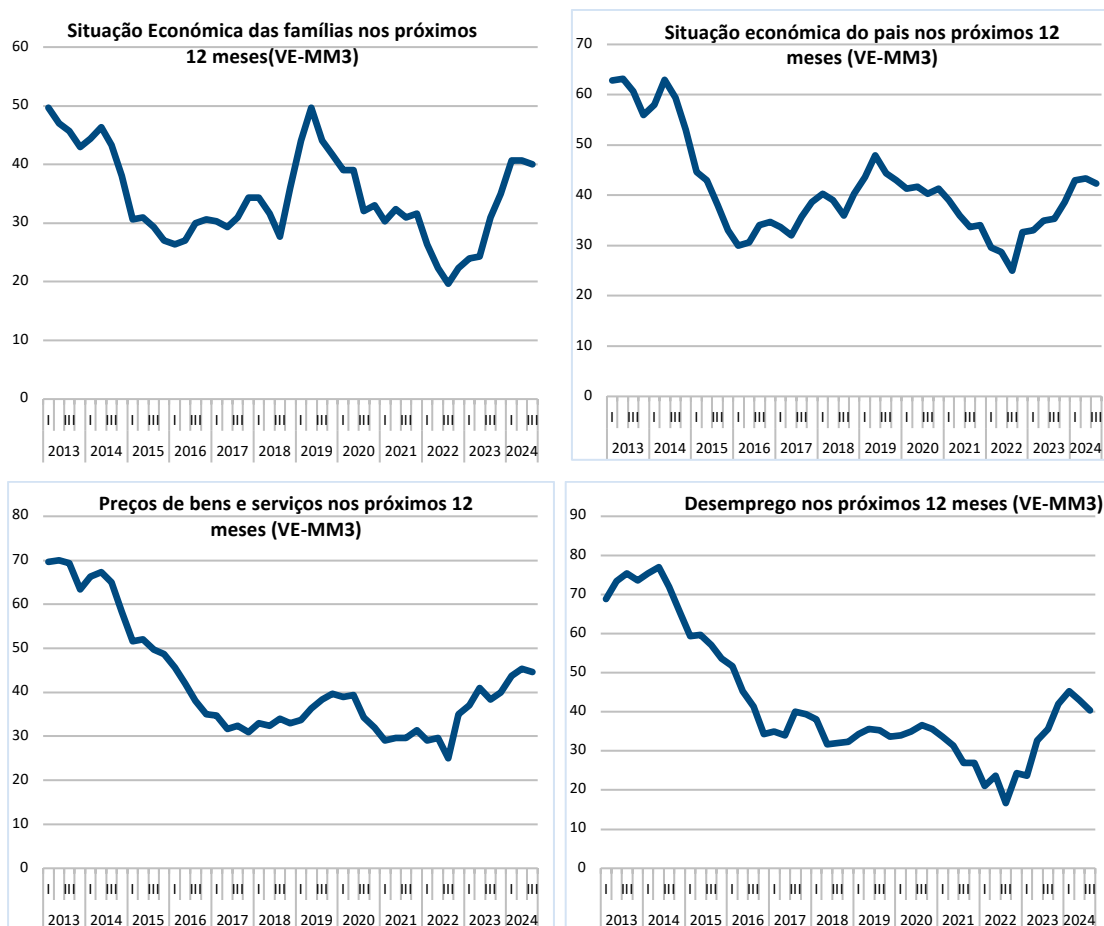 Situação Económica das famílias nos próximos
12 meses(VE-MM3)
60
50
40
30
20
10
0
I III I III I III I III I III I III I III I III I III I III I III I III
2013 2014 2015 2016 2017 2018 2019 2020 2021 2022 2023 2024
Situação económica do pais nos próximos 12
meses (VE-MM3)
70
60
50
40
30
20
10
0
I III I III I III I III I III I III I III I III I III I III I III I III
2013 2014 2015 2016 2017 2018 2019 2020 2021 2022 2023 2024
Preços de bens e serviços nos próximos 12
meses (VE-MM3)
80
70
60
50
40
30
20
10
0
I III I III I III I III I III I III I III I III I III I III I III I III
2013 2014 2015 2016 2017 2018 2019 2020 2021 2022 2023 2024
Desemprego nos próximos 12 meses (VE-MM3)
90
80
70
60
50
40
30
20
10
0
I III I III I III I III I III I III I III I III I III I III I III I III
2013 2014 2015 2016 2017 2018 2019 2020 2021 2022 2023 2024